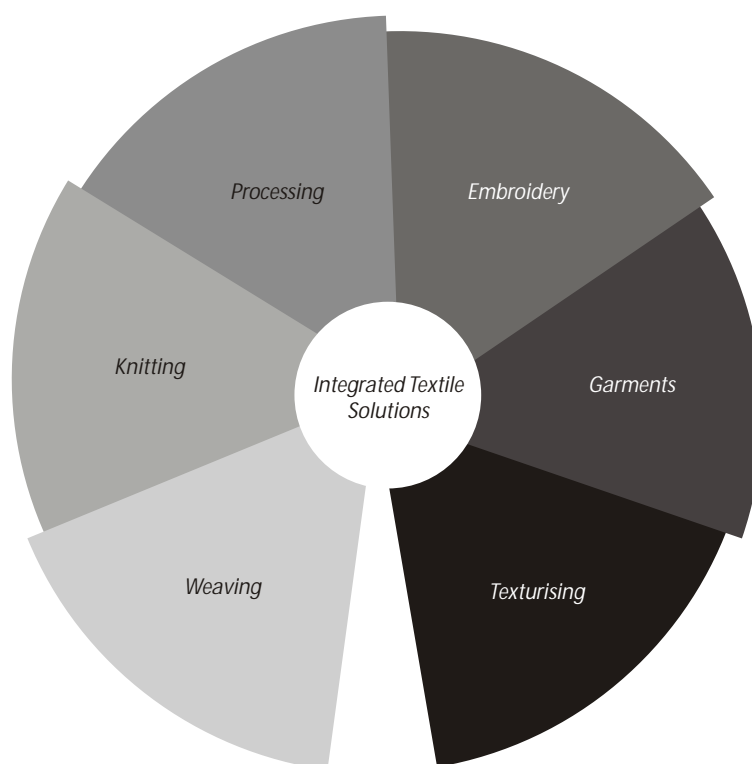 Processing
Embroidery
Knitting
Integrated Textile
Solutions
Garments
Weaving
Texturising